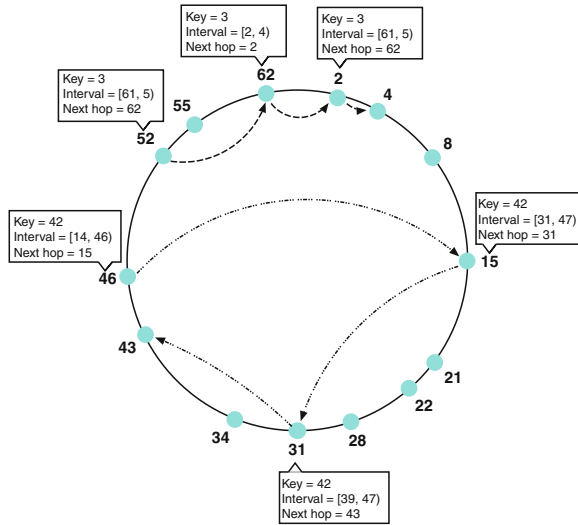 Key = 3
Interval = [2, 4)
Next hop = 2
Key = 3
Interval = [61, 5)
Next hop = 62
Key = 3
Interval = [61, 5)
Next hop = 62
62
2
4
55
52
8
Key = 42
Interval = [14, 46)
Next hop = 15
Key = 42
Interval = [31, 47)
Next hop = 31
46
15
43
21
22
34
28
31
Key = 42
Interval = [39, 47)
Next hop = 43